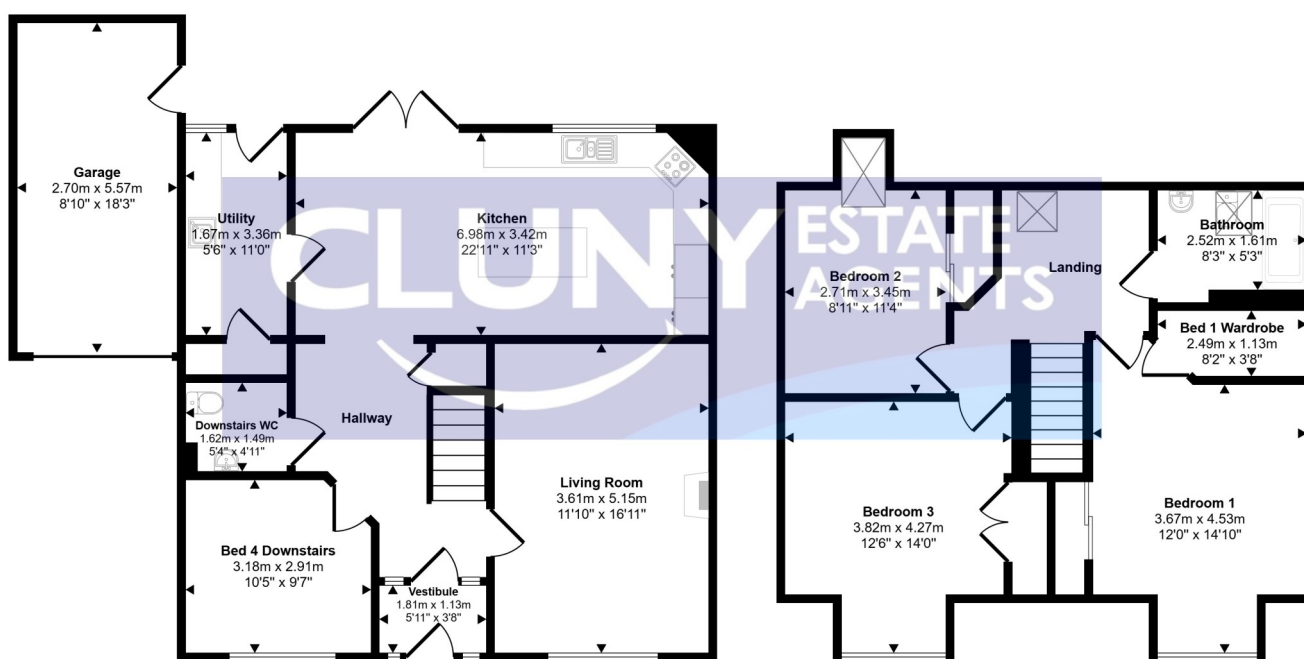 Garage
2.70m x 5.57m
8'10" x 18'3"
Utility
1.67m x 3.36m
5'6" x 11'0"
Kitchen
6.98m x 3.42m
22'11" x 11'3"
CLUNY
ESTATE
AGENTS
Downstairs WC
1.62m x 1.49m
5'4" x 4'11"
Hallway
Living Room
3.61m x 5.15m
11'10" x 16'11"
Bed 4 Downstairs
3.18m x 2.91m
10'5" x 9'7"
Vestibule
1.81m x 1.13m
5'11" x 3'8"
Bedroom 2
2.71m x 3.45m
8'11" x 11'4"
Landing
Bathroom
2.52m x 1.61m
8'3" x 5'3"
Bed 1 Wardrobe
2.49m x 1.13m
8'2" x 3'8"
Bedroom 3
3.82m x 4.27m
12'6" x 14'0"
Bedroom 1
3.67m x 4.53m
12'0" x 14'10"